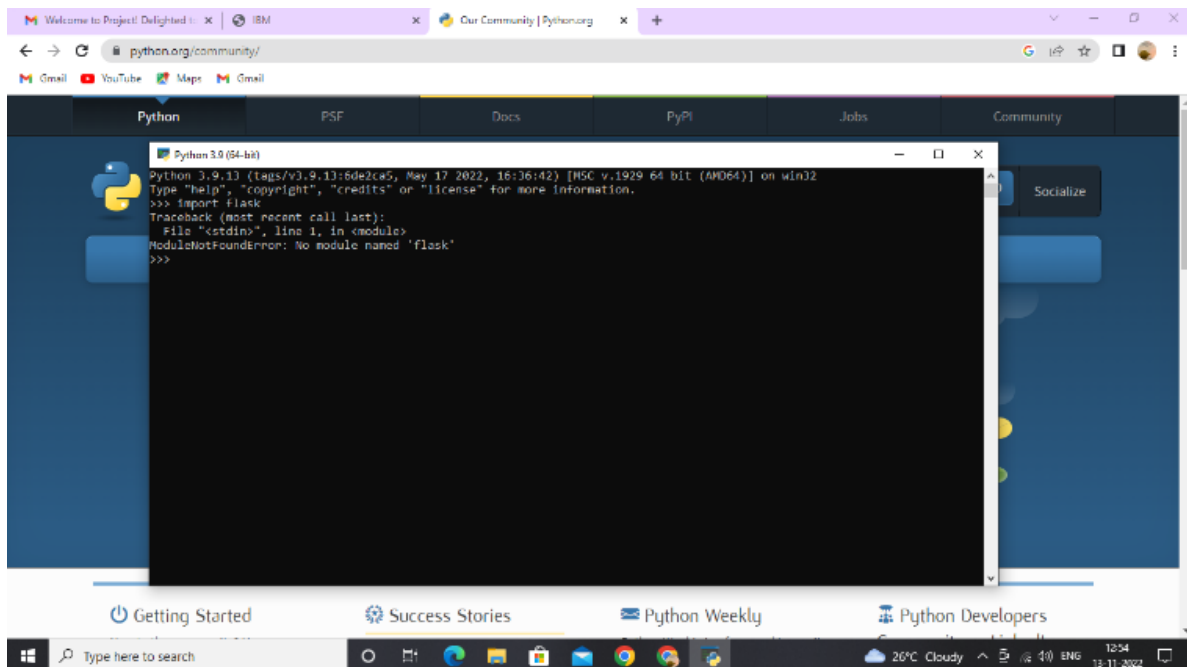 Welcome to Project! Delighted t
IBM
Our Community | Python.org
python.org/community/
Gmail
YouTube
Maps
Gmail
Python
PSF
Docs
PyPI
Jobs
Community
Python 3.9 (64-bit)
Python 3.9.13 (tags/v3.9.13:6de2ca5, May 17 2022, 16:36:42) [MSC v.1929 64 bit (AMD64)] on win32
Type "help", "copyright", "credits" or "license" for more information.
>>> import flask
Traceback (most recent call last):
  File "<stdin>", line 1, in <module>
ModuleNotFoundError: No module named 'flask'
>>>
Socialize
Getting Started
Success Stories
Python Weekly
Python Developers
Type here to search
26°C Cloudy
ENG
12:54
13-11-2022